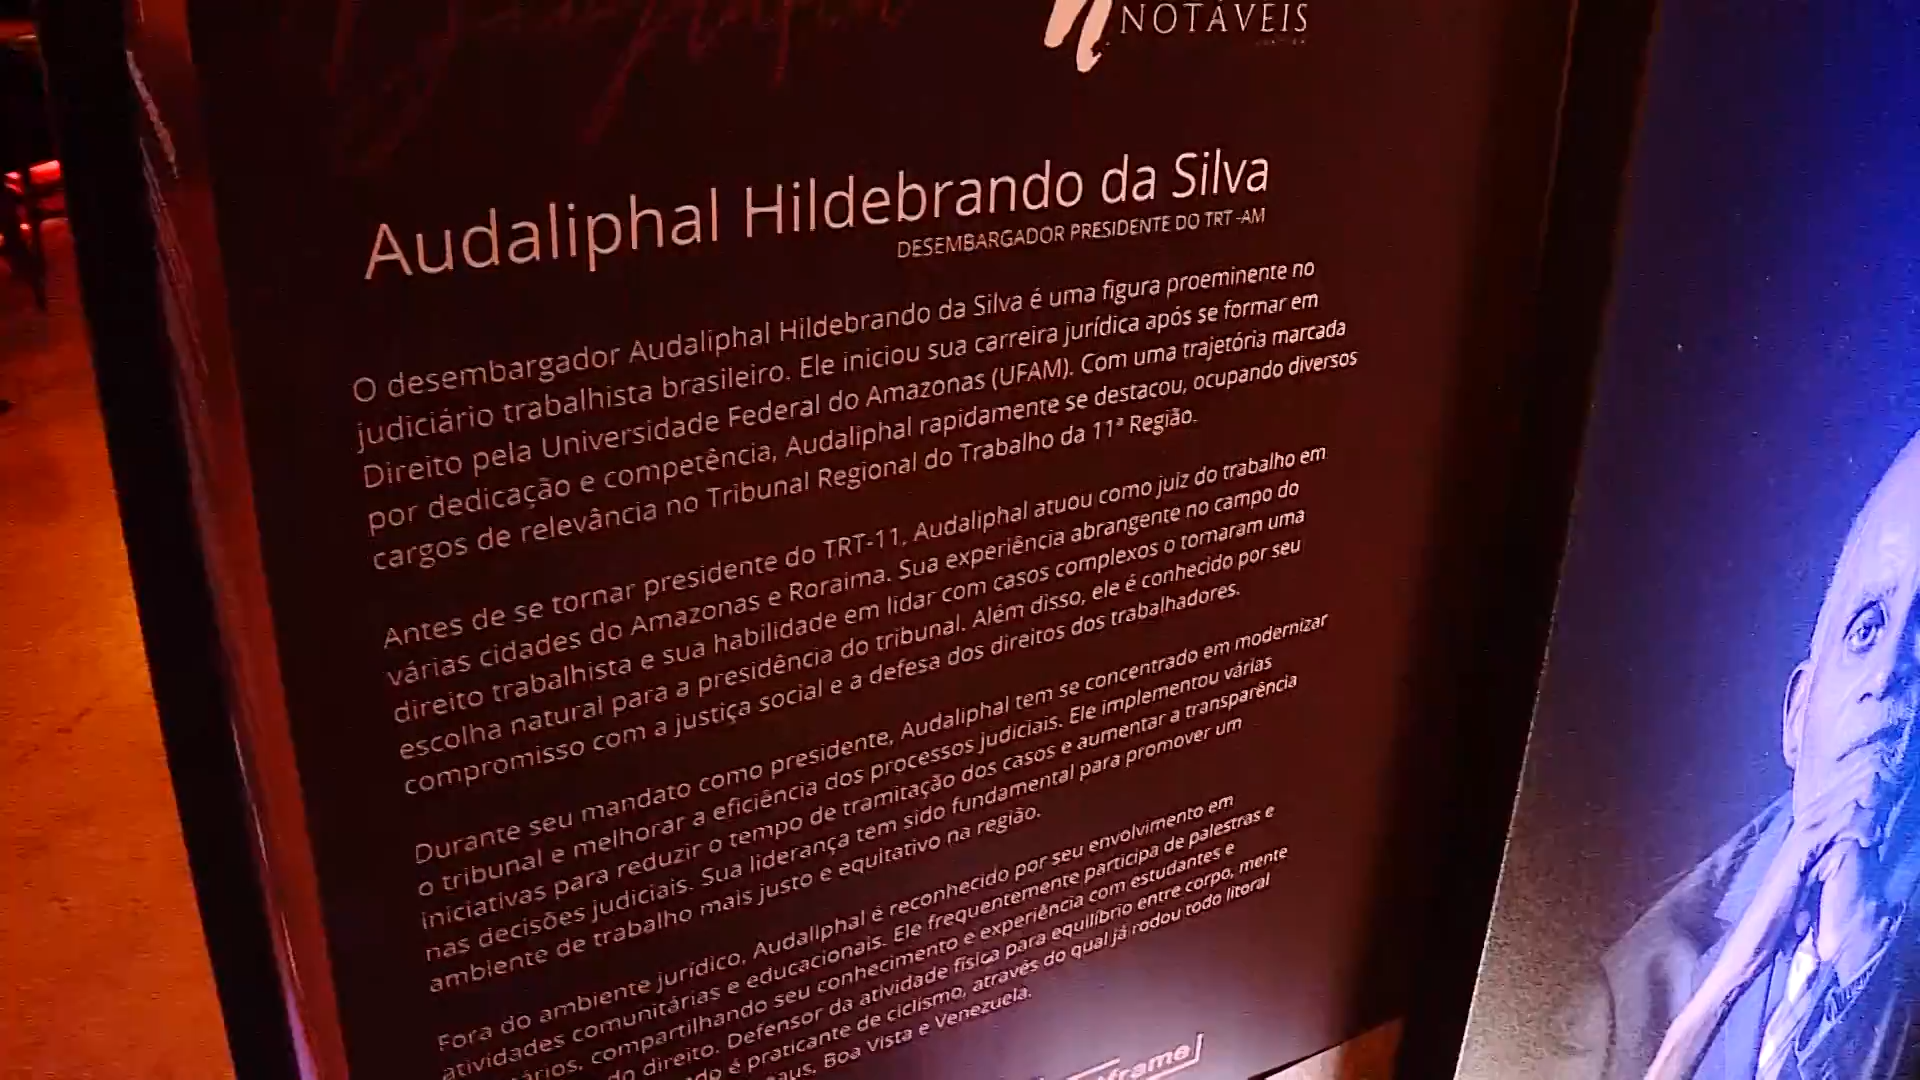 NOTÁVEIS
Audaliphal Hildebrando da Silva
DESEMBARGADOR PRESIDENTE DO TRT-AM
O desembargador Audaliphal Hildebrando da Silva é uma figura proeminente no
judiciário trabalhista brasileiro. Ele iniciou sua carreira jurídica após se formar em
Direito pela Universidade Federal do Amazonas (UFAM). Com uma trajetória marcada
por dedicação e competência, Audaliphal rapidamente se destacou, ocupando diversos
cargos de relevância no Tribunal Regional do Trabalho da 11ª Região.
Antes de se tornar presidente do TRT-11, Audaliphal atuou como juiz do trabalho em
várias cidades do Amazonas e Roraima. Sua experiência abrangente no campo do
direito trabalhista e sua habilidade em lidar com casos complexos o tornaram uma
escolha natural para a presidência do tribunal. Além disso, ele é conhecido por seu
compromisso com a justiça social e a defesa dos direitos dos trabalhadores.
Durante seu mandato como presidente, Audaliphal tem se concentrado em modernizar
o tribunal e melhorar a eficiência dos processos judiciais. Ele implementou várias
iniciativas para reduzir o tempo de tramitação dos casos e aumentar a transparência
nas decisões judiciais. Sua liderança tem sido fundamental para promover um
ambiente de trabalho mais justo e equitativo na região.
Fora do ambiente jurídico, Audaliphal é reconhecido por seu envolvimento em
atividades comunitárias e educacionais. Ele frequentemente participa de palestras e
compartilhando seu conhecimento e experiência com estudantes e
direito. Defensor da atividade física para equilíbrio entre corpo, mente
é praticante de ciclismo, através do qual já rodou todo litoral
Boa Vista e Venezuela.